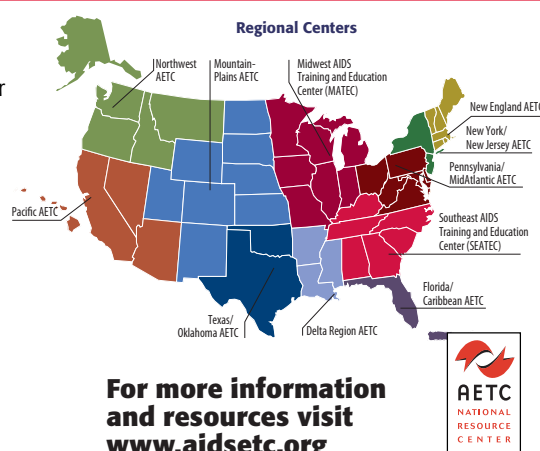 Regional Centers
Northwest
AETC
Mountain-
Plains AETC
Midwest AIDS
Training and Education
Center (MATEC)
New England AETC
New York/
New Jersey AETC
Pennsylvania/
MidAtlantic AETC
Pacific AETC
Southeast AIDS
Training and Education
Center (SEATEC)
Florida/
Caribbean AETC
Texas/
Oklahoma AETC
Delta Region AETC
For more information
and resources visit
www.aidsetc.org
AETC
NATIONAL
RESOURCE
CENTER